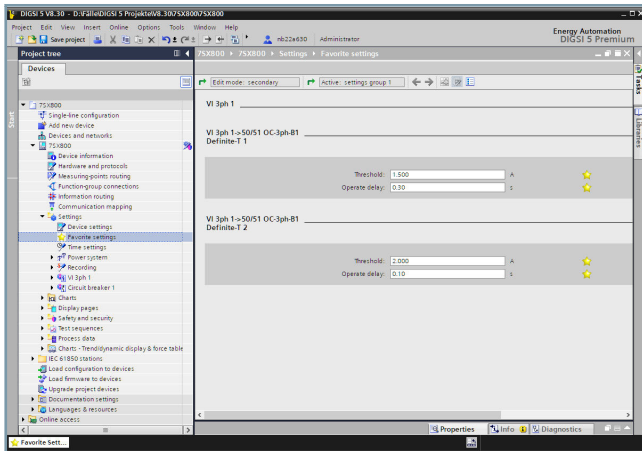 DIGSI 5 V8.30 - D:\Fälle\DIGSI 5 Projekte\V8.30\7SX800\7SX800
Project Edit View Insert Online Options Tools Window Help
Energy Automation
DIGSI 5 Premium
Save project
nb22a630 Administrator
Project tree
7SX800 ▸ 7SX800 ▸ Settings ▸ Favorite settings
Devices
Edit mode: secondary
Active: settings group 1
Start
Tasks
Libraries
7SX800
Single-line configuration
Add new device
Devices and networks
7SX800
Device information
Hardware and protocols
Measuring-points routing
Function-group connections
Information routing
Communication mapping
Settings
Device settings
Favorite settings
Time settings
Power system
Recording
VI 3ph 1
Circuit breaker 1
Charts
Display pages
Safety and security
Test sequences
Process data
Charts - Trend/dynamic display & force table
IEC 61850 stations
Load configuration to devices
Load firmware to devices
Upgrade project devices
Documentation settings
Languages & resources
Online access
VI 3ph 1
VI 3ph 1->50/51 OC-3ph-B1
Definite-T 1
Threshold: 1.500 A
Operate delay: 0.30 s
VI 3ph 1->50/51 OC-3ph-B1
Definite-T 2
Threshold: 2.000 A
Operate delay: 0.10 s
Properties
Info
Diagnostics
Favorite Sett...